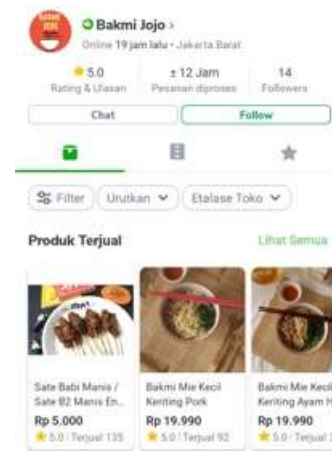 Bakmi Jojo
Online 19 jam lalu • Jakarta Barat
5.0
± 12 Jam
14
Rating & Ulasan
Pesanan diproses
Followers
Chat
Follow
Filter
Urutkan
Etalase Toko
Produk Terjual
Lihat Semua
Sate Babi Manis /
Sate B2 Manis En...
Rp 5.000
5.0 | Terjual 135
Bakmi Mie Kecil
Keriting Pork
Rp 19.990
5.0 | Terjual 92
Bakmi Mie Kecil
Keriting Ayam H
Rp 19.990
5.0 | Terjual